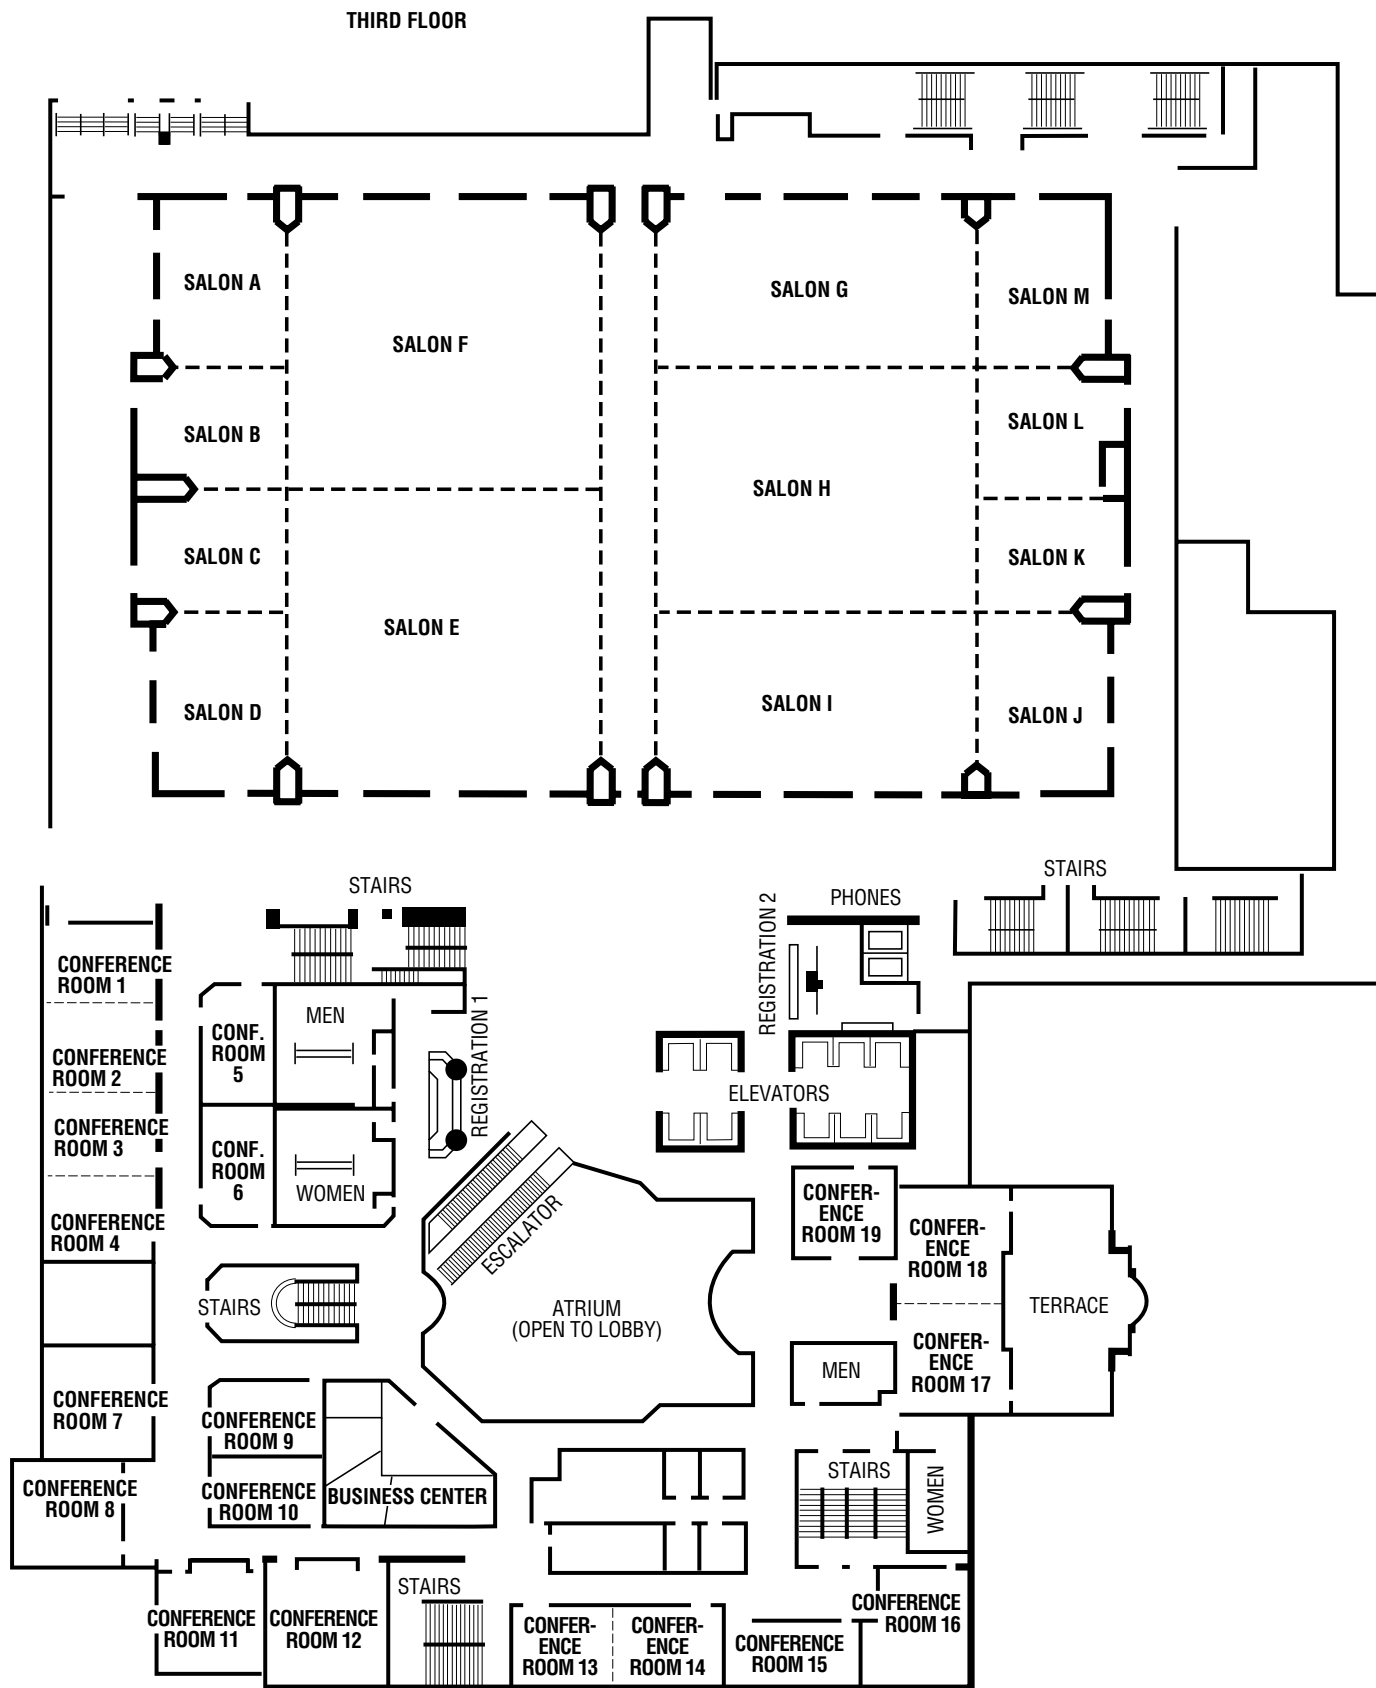 THIRD FLOOR
SALON A
SALON G
SALON M
SALON F
SALON B
SALON L
SALON H
SALON C
SALON K
SALON E
SALON D
SALON I
SALON J
STAIRS
PHONES
STAIRS
REGISTRATION 2
CONFERENCE
ROOM 1
MEN
REGISTRATION 1
CONF.
ROOM
5
CONFERENCE
ROOM 2
ELEVATORS
CONFERENCE
ROOM 3
CONF.
ROOM
6
WOMEN
CONFERENCE
ROOM 4
ESCALATOR
CONFER-
ENCE
ROOM 19
CONFER-
ENCE
ROOM 18
STAIRS
ATRIUM
(OPEN TO LOBBY)
TERRACE
CONFER-
ENCE
ROOM 17
MEN
CONFERENCE
ROOM 7
CONFERENCE
ROOM 9
CONFERENCE
ROOM 8
CONFERENCE
ROOM 10
BUSINESS CENTER
STAIRS
WOMEN
STAIRS
CONFERENCE
ROOM 11
CONFERENCE
ROOM 12
CONFER-
ENCE
ROOM 13
CONFER-
ENCE
ROOM 14
CONFERENCE
ROOM 15
CONFERENCE
ROOM 16